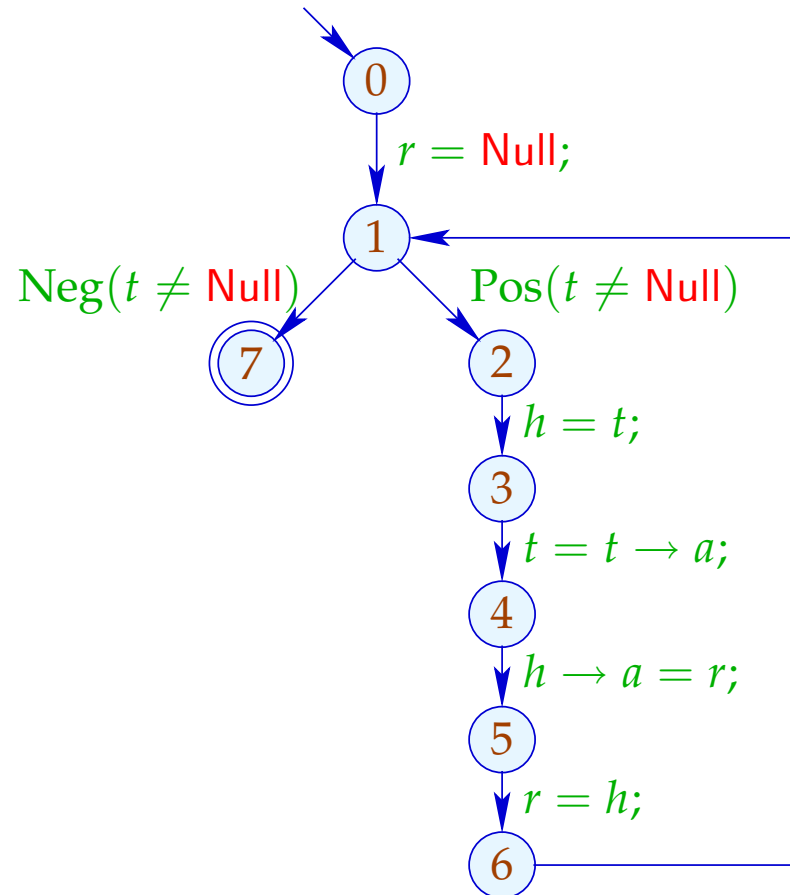 0
r = Null;
1
Neg(t ≠ Null) Pos(t ≠ Null)
7 2
h = t;
3
t = t → a;
4
h → a = r;
5
r = h;
6